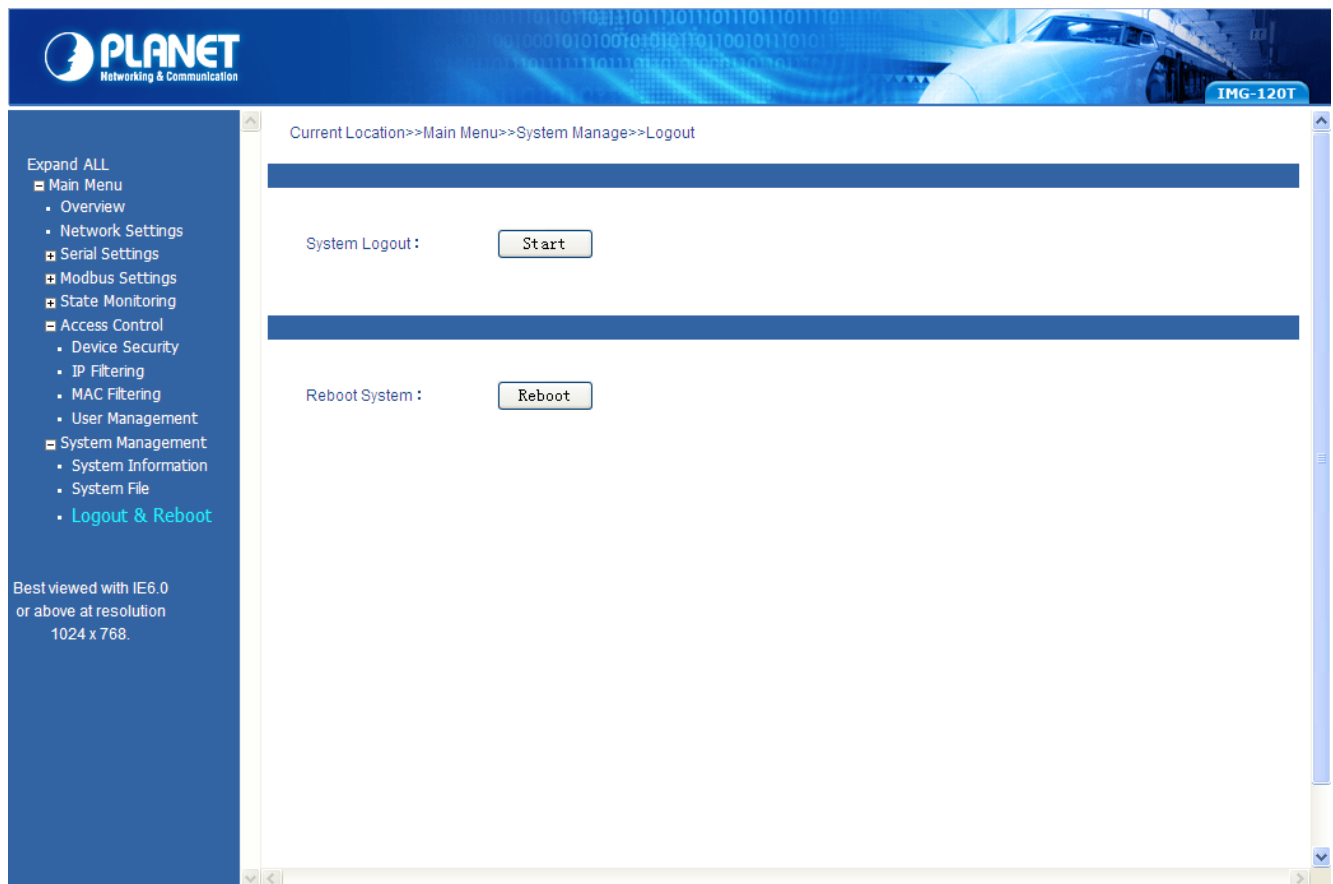 PLANET
Networking & Communication
IMG-120T
Expand ALL
Main Menu
Overview
Network Settings
Serial Settings
Modbus Settings
State Monitoring
Access Control
Device Security
IP Filtering
MAC Filtering
User Management
System Management
System Information
System File
Logout & Reboot
Best viewed with IE6.0
or above at resolution
1024 x 768.
Current Location>>Main Menu>>System Manage>>Logout
System Logout: Start
Reboot System: Reboot